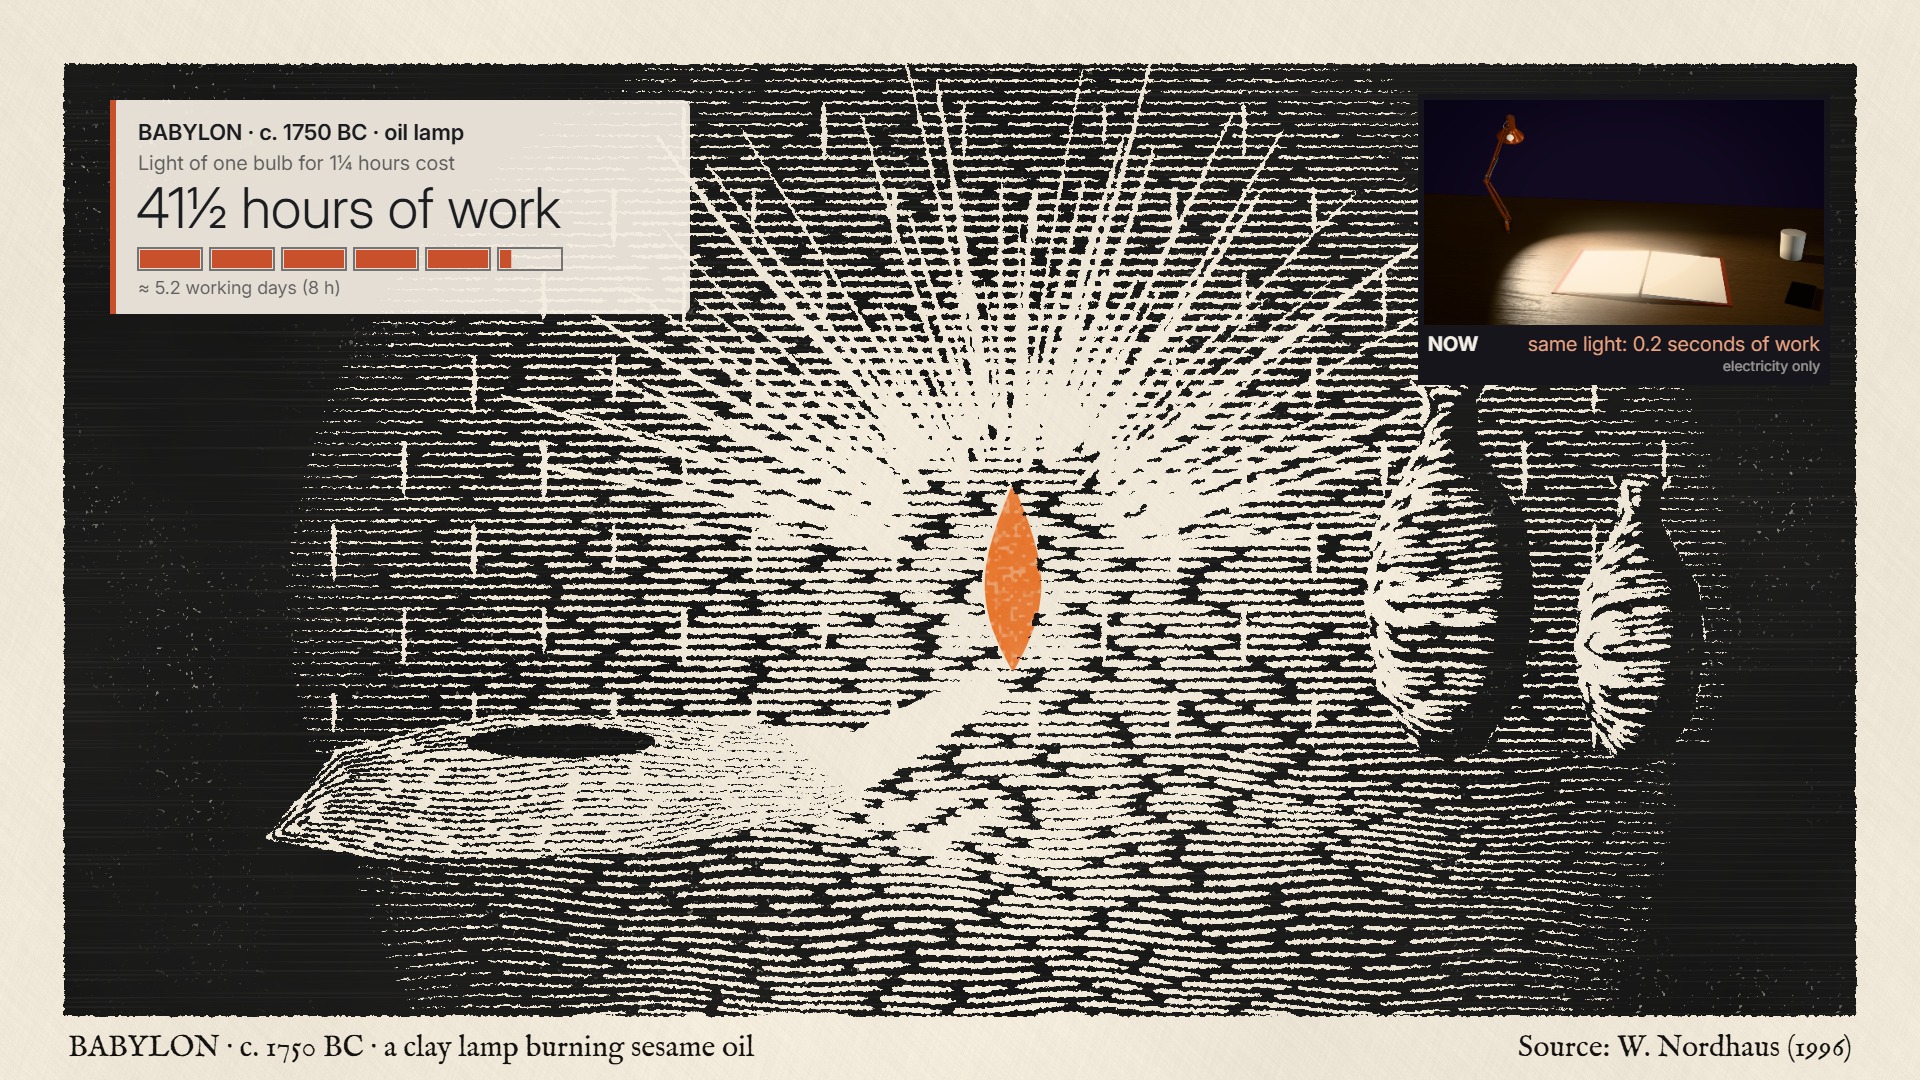 BABYLON · c. 1750 BC · oil lamp
Light of one bulb for 1¼ hours cost
41½ hours of work
≈ 5.2 working days (8 h)
NOW same light: 0.2 seconds of work
electricity only
BABYLON · c. 1750 BC · a clay lamp burning sesame oil
Source: W. Nordhaus (1996)